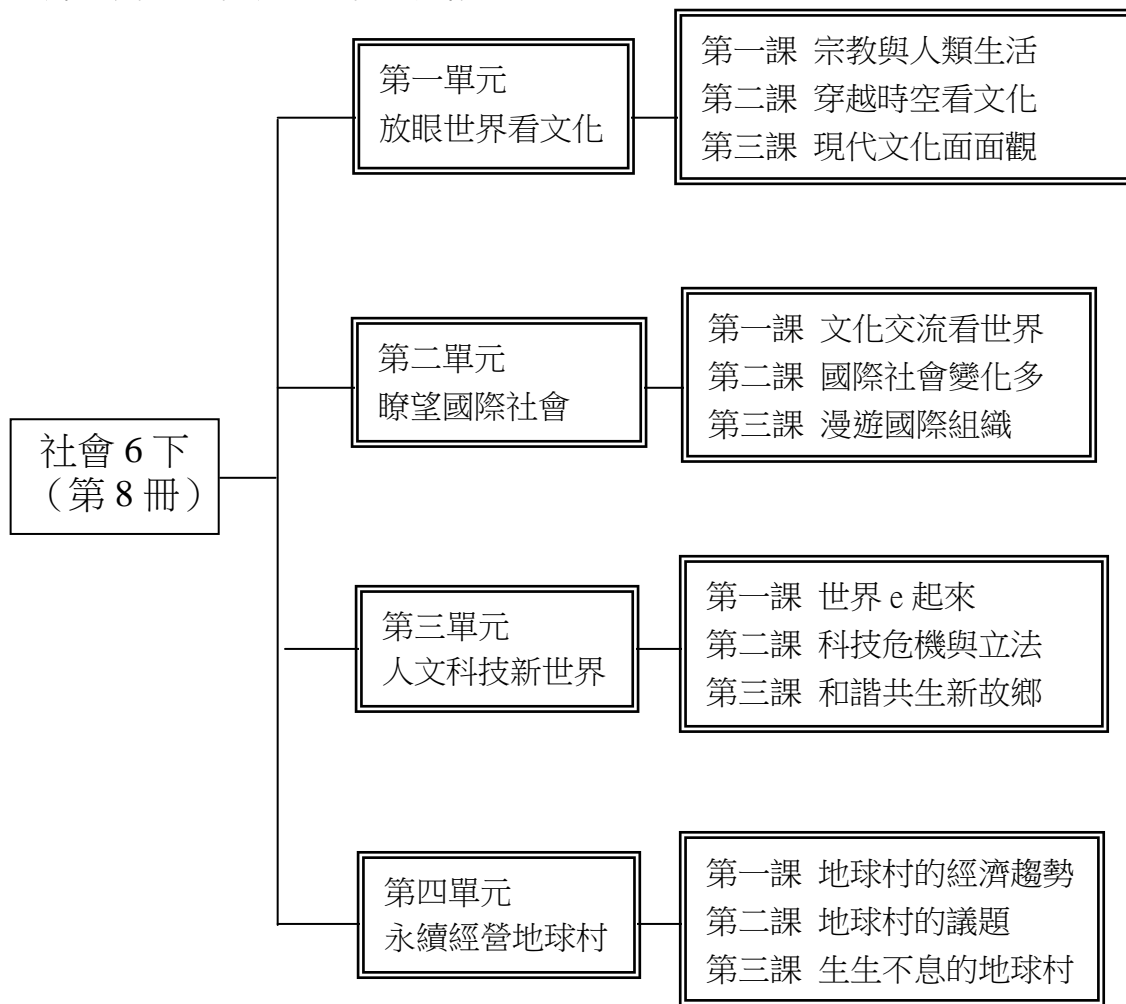 第一單元
放眼世界看文化
第一課 宗教與人類生活
第二課 穿越時空看文化
第三課 現代文化面面觀
第二單元
瞭望國際社會
第一課 文化交流看世界
第二課 國際社會變化多
第三課 漫遊國際組織
社會 6 下
（第 8 冊）
第三單元
人文科技新世界
第一課 世界 e 起來
第二課 科技危機與立法
第三課 和諧共生新故鄉
第四單元
永續經營地球村
第一課 地球村的經濟趨勢
第二課 地球村的議題
第三課 生生不息的地球村